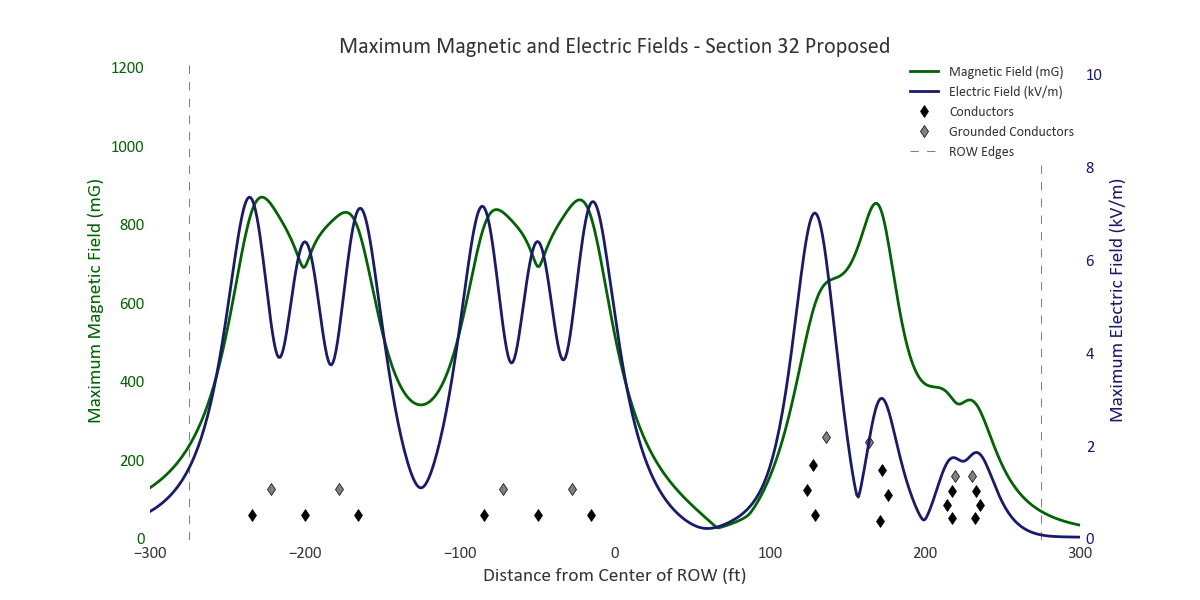 Maximum Magnetic and Electric Fields - Section 32 Proposed
Magnetic Field (mG)
Electric Field (kV/m)
Conductors
Grounded Conductors
ROW Edges
Maximum Magnetic Field (mG)
1200
1000
800
600
400
200
0
10
8
6
4
2
0
Maximum Electric Field (kV/m)
−300
−200
−100
0
100
200
300
Distance from Center of ROW (ft)